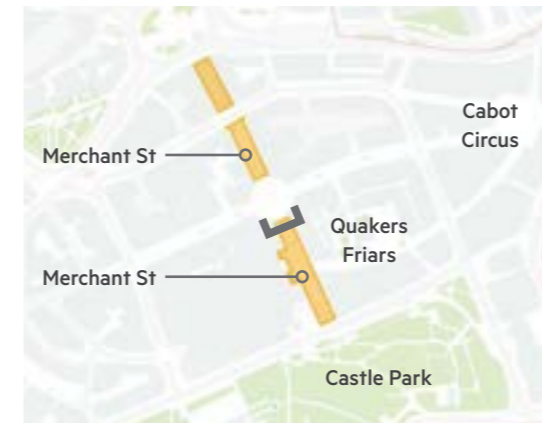 Cabot
Circus
Merchant St
Quakers
Friars
Merchant St
Castle Park